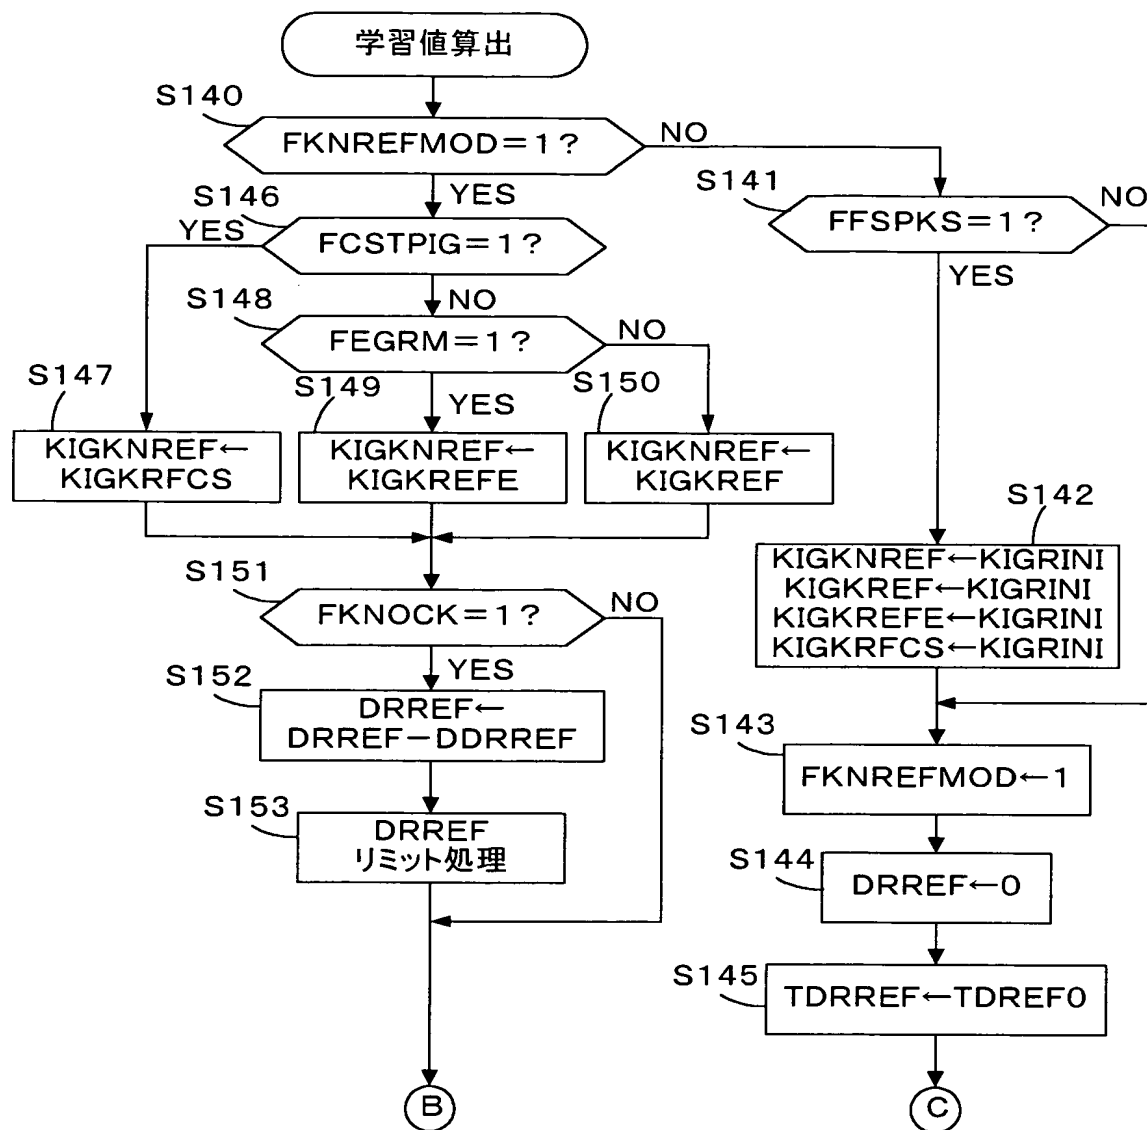 学習値算出
S140
FKNREFMOD=1?
NO
YES
S141
FFSPKS=1?
NO
YES
S146
FCSTPIG=1?
YES
NO
S148
FEGRM=1?
NO
YES
S147
KIGKNREF←
KIGKRFCS
S149
KIGKNREF←
KIGKREFE
S150
KIGKNREF←
KIGKREF
S142
KIGKNREF←KIGRINI
KIGKREF←KIGRINI
KIGKREFE←KIGRINI
KIGKRFCS←KIGRINI
S151
FKNOCK=1?
NO
YES
S152
DRREF←
DRREF−DDRREF
S153
DRREF
リミット処理
B
S143
FKNREFMOD←1
S144
DRREF←0
S145
TDRREF←TDREF0
C